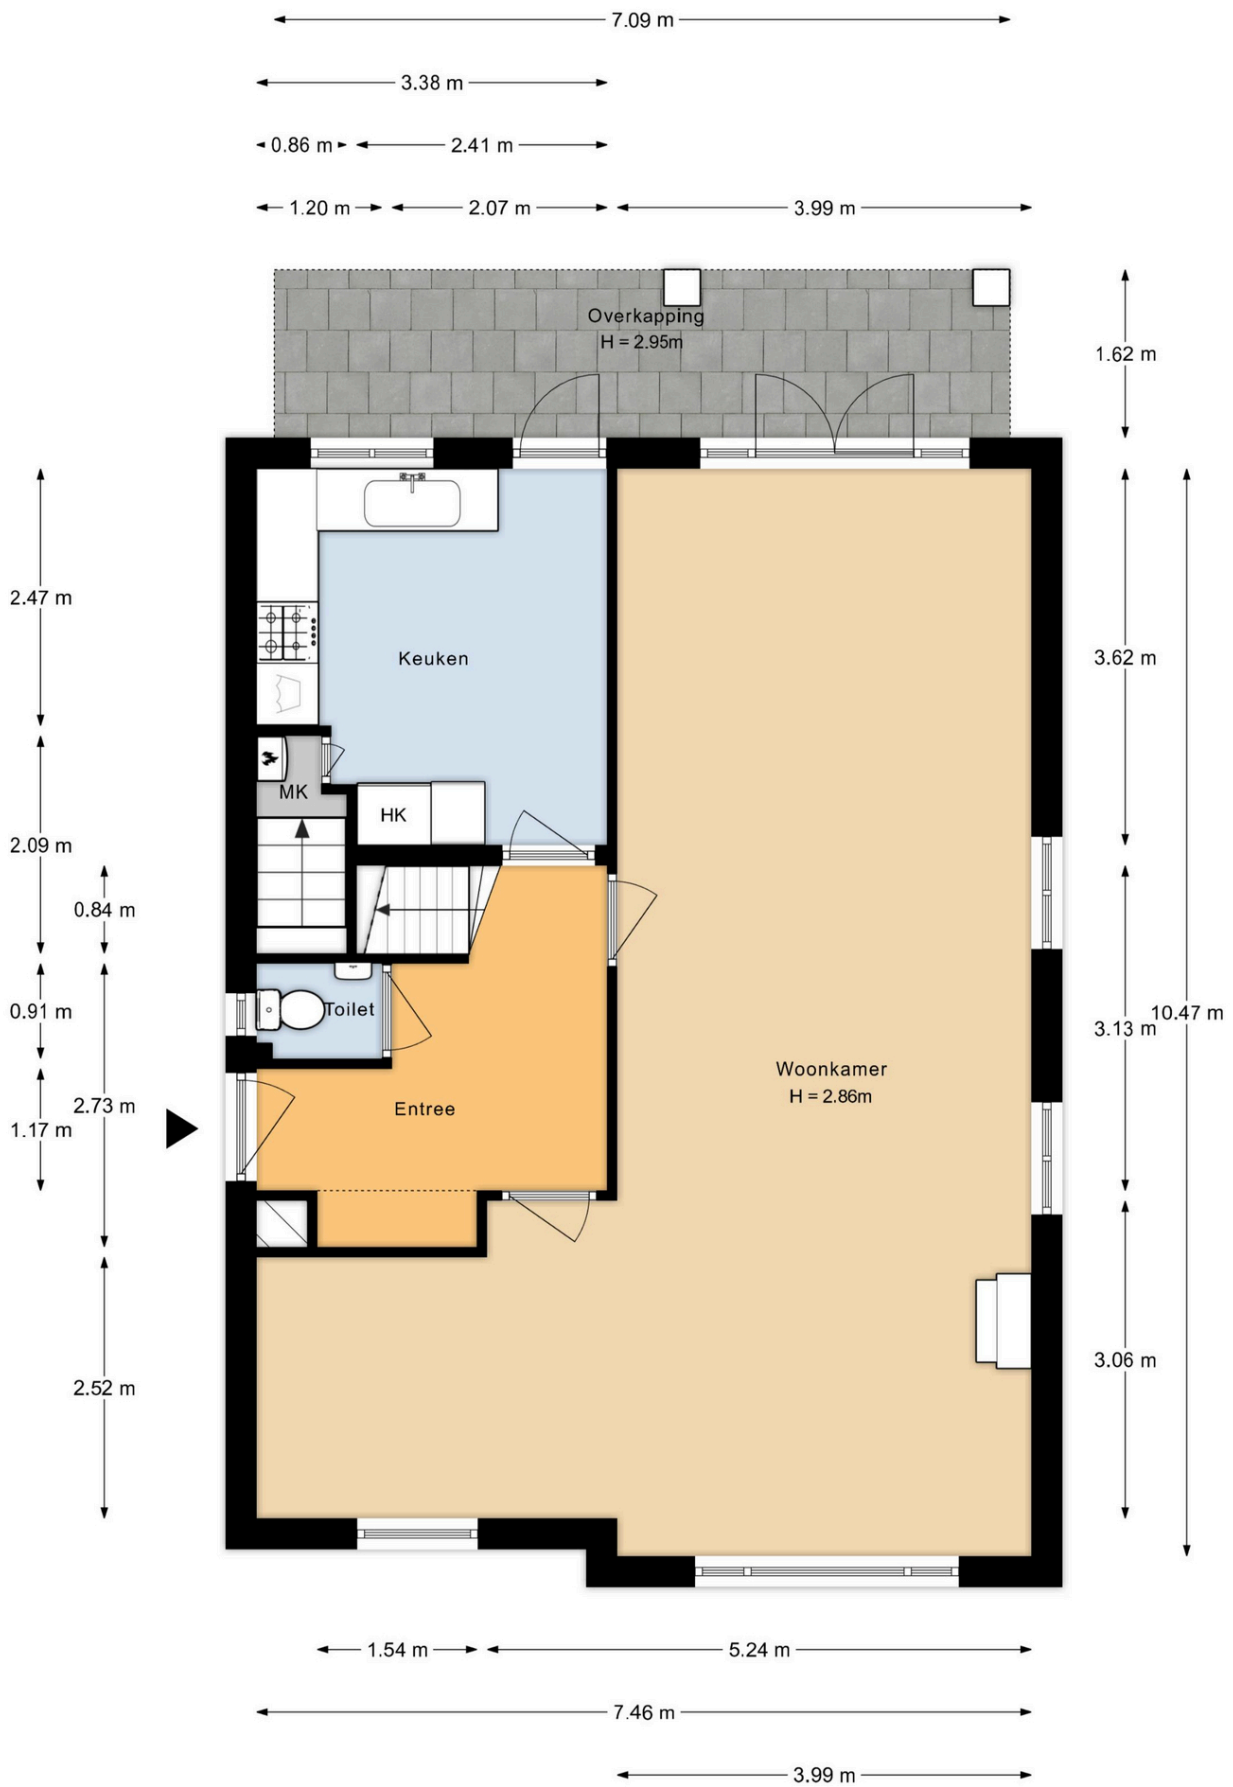 7.09 m
3.38 m
0.86 m
2.41 m
1.20 m
2.07 m
3.99 m
Overkapping
H = 2.95m
1.62 m
2.47 m
Keuken
3.62 m
MK
HK
2.09 m
0.84 m
0.91 m
Toilet
10.47 m
3.13 m
Woonkamer
H = 2.86m
2.73 m
Entree
1.17 m
3.06 m
2.52 m
1.54 m
5.24 m
7.46 m
3.99 m